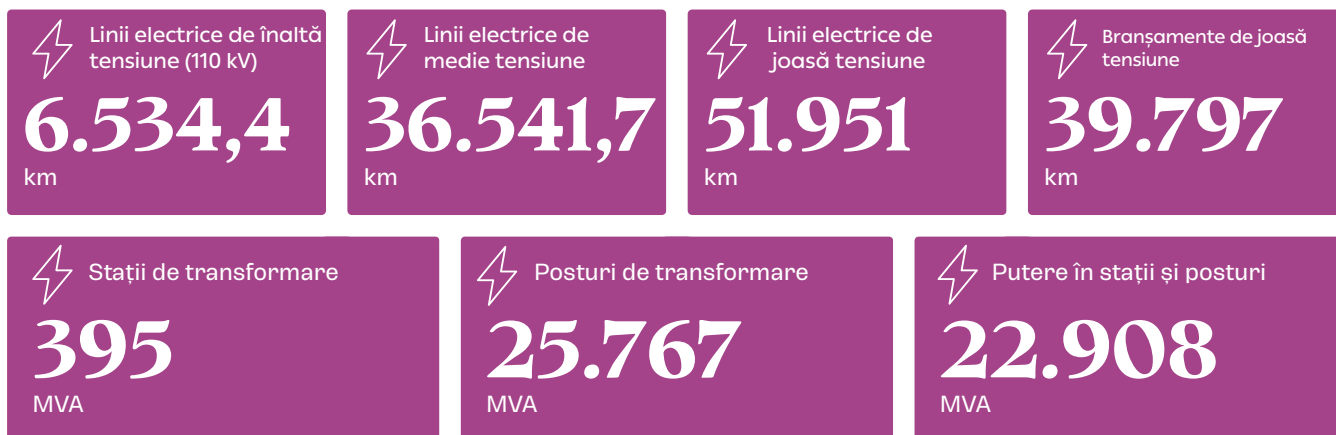 Linii electrice de înaltă
tensiune (110 kV)
6.534,4
km
Linii electrice de
medie tensiune
36.541,7
km
Linii electrice de
joasă tensiune
51.951
km
Branșamente de joasă
tensiune
39.797
km
Stații de transformare
395
MVA
Posturi de transformare
25.767
MVA
Putere în stații și posturi
22.908
MVA